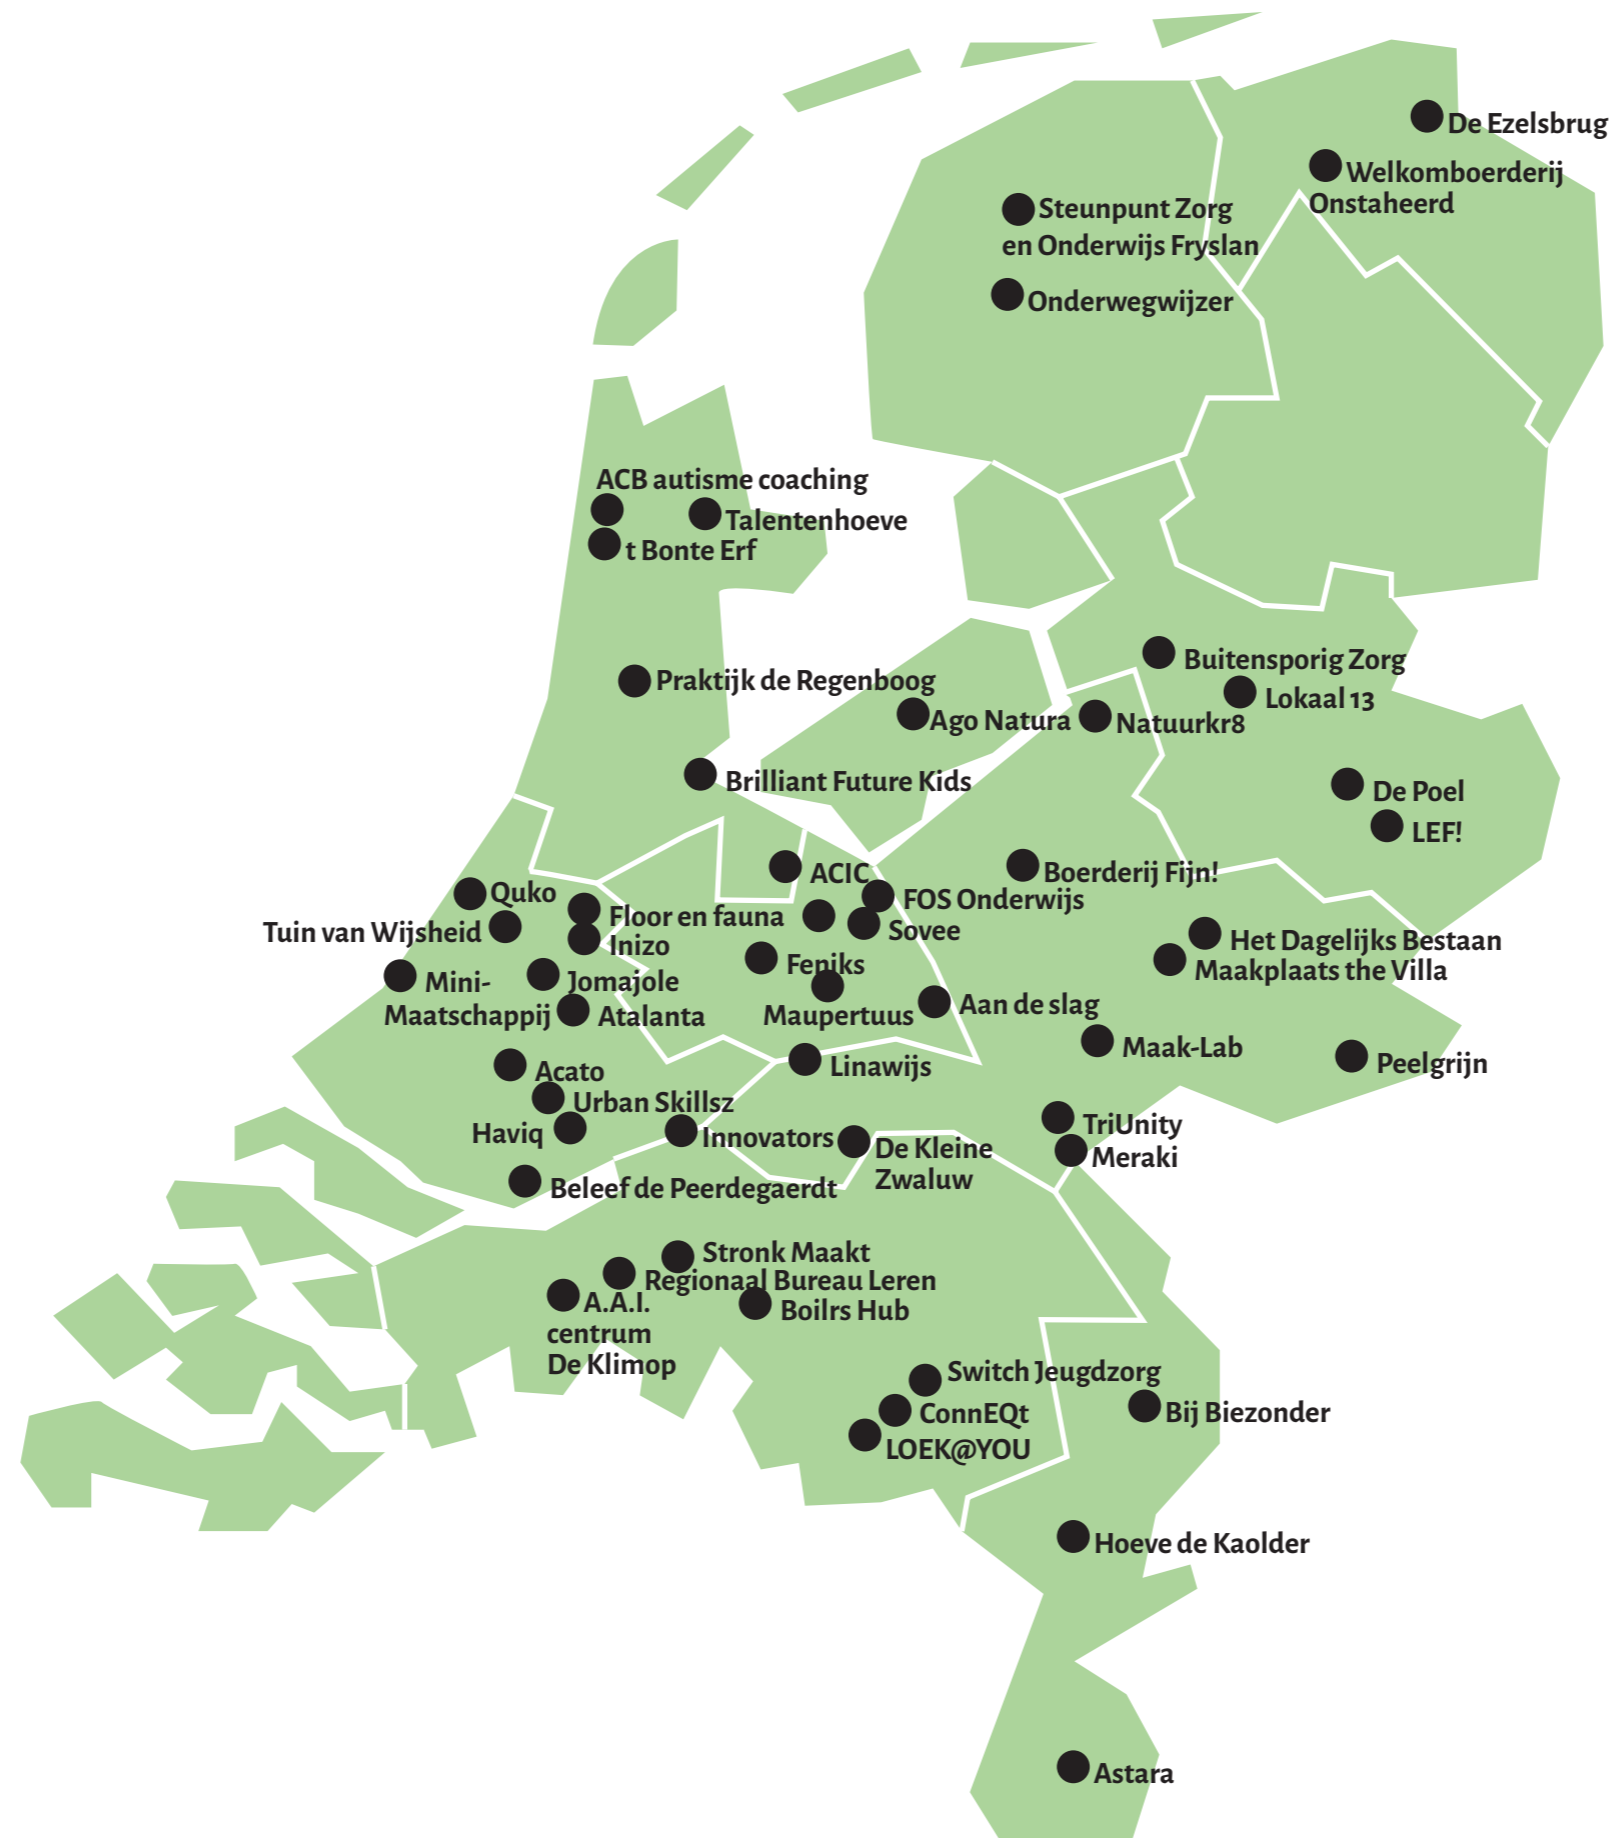 De Ezelsbrug
Welkomboerderij
Onstaheerd
Steunpunt Zorg
en Onderwijs Fryslan
Onderwegwijzer
ACB autisme coaching
Talentenhoeve
t Bonte Erf
Buitensporig Zorg
Praktijk de Regenboog
Lokaal 13
Ago Natura
Natuurkr8
Brilliant Future Kids
De Poel
LEF!
ACIC
Boerderij Fijn!
Quko
FOS Onderwijs
Floor en fauna
Tuin van Wijsheid
Sovee
Inizo
Het Dagelijks Bestaan
Feniks
Maakplaats the Villa
Mini-
Maatschappij
Jomajole
Aan de slag
Atalanta
Maupertuus
Maak-Lab
Linawijs
Peelgrijn
Acato
Urban Skillsz
TriUnity
Haviq
Innovators
De Kleine
Zwaluw
Meraki
Beleef de Peerdegaerdt
Stronk Maakt
Regionaal Bureau Leren
A.A.I.
centrum
De Klimop
Boilrs Hub
Switch Jeugdzorg
ConnEQt
Bij Biezonder
LOEK@YOU
Hoeve de Kaolder
Astara